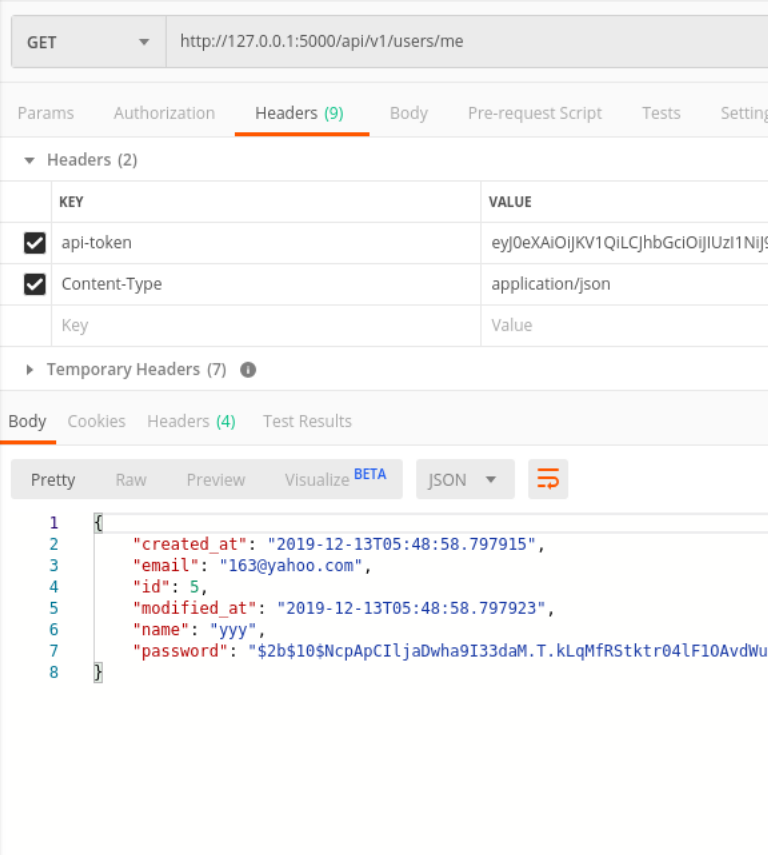 GET http://127.0.0.1:5000/api/v1/users/me
Params Authorization Headers (9) Body Pre-request Script Tests Setting
Headers (2)
KEY VALUE
api-token eyJ0eXAiOiJKV1QiLCJhbGciOiJIUzI1NiJ9
Content-Type application/json
Key Value
Temporary Headers (7)
Body Cookies Headers (4) Test Results
Pretty Raw Preview Visualize BETA JSON
1 {
2 "created_at": "2019-12-13T05:48:58.797915",
3 "email": "163@yahoo.com",
4 "id": 5,
5 "modified_at": "2019-12-13T05:48:58.797923",
6 "name": "yyy",
7 "password": "$2b$10$NcpApCIljaDwha9I33daM.T.kLqMfRStktr04lF1OAvdWu
8 }